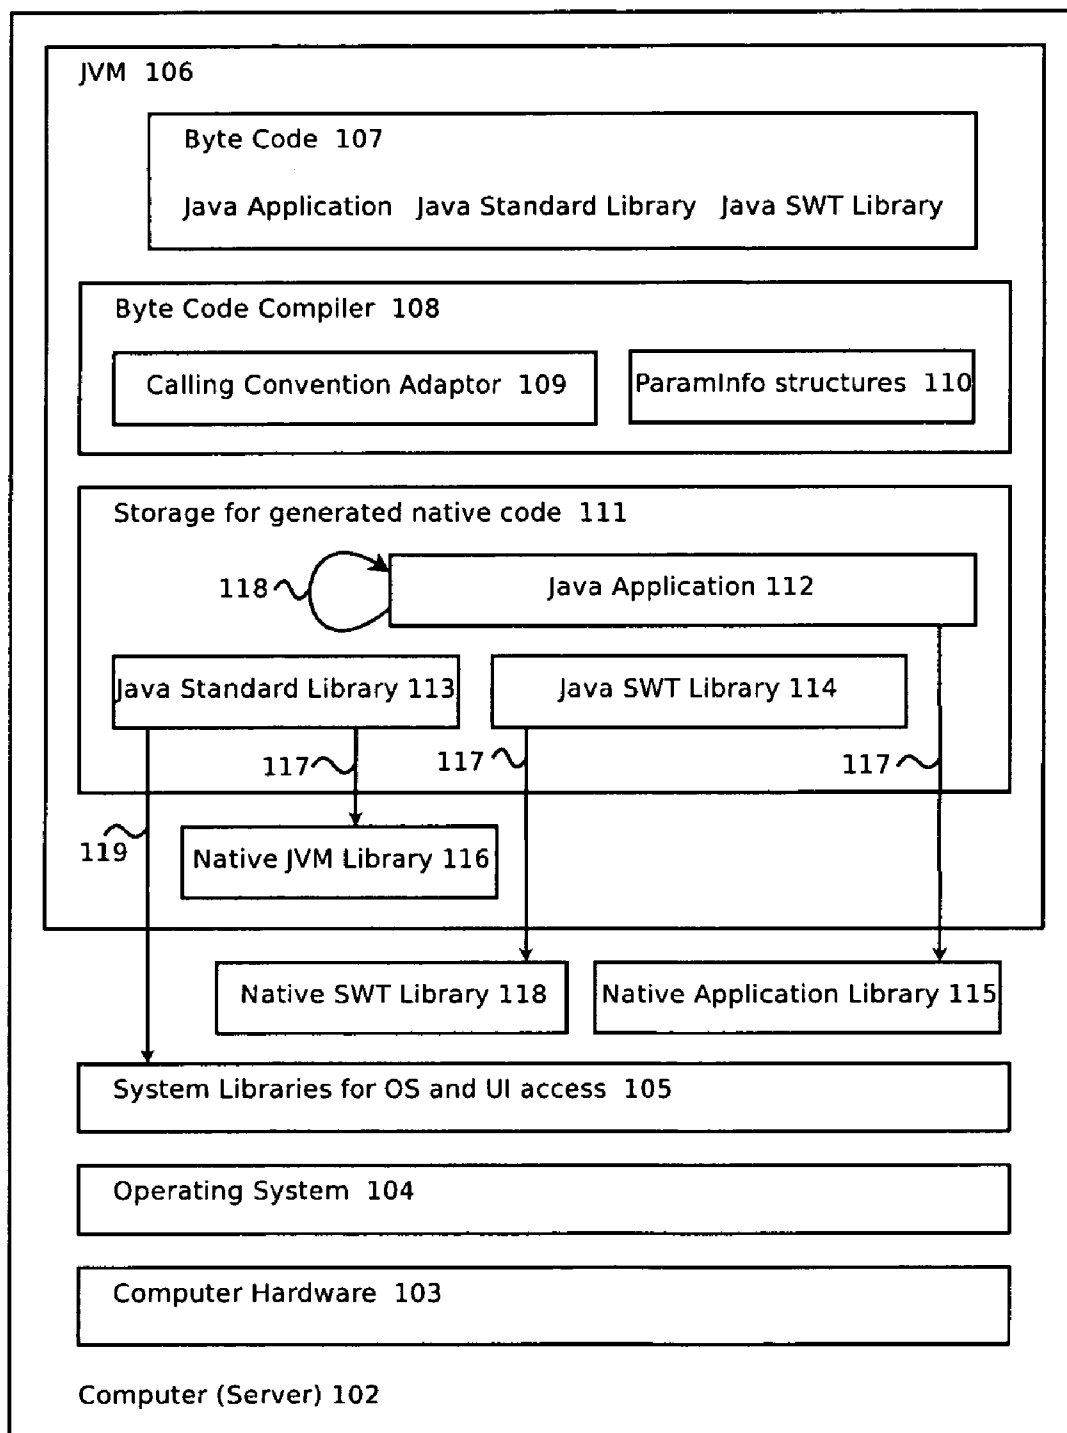 JVM 106
Byte Code 107
Java Application Java Standard Library Java SWT Library
Byte Code Compiler 108
Calling Convention Adaptor 109
ParamInfo structures 110
Storage for generated native code 111
118
Java Application 112
Java Standard Library 113
Java SWT Library 114
117
117
117
119
Native JVM Library 116
Native SWT Library 118
Native Application Library 115
System Libraries for OS and UI access 105
Operating System 104
Computer Hardware 103
Computer (Server) 102